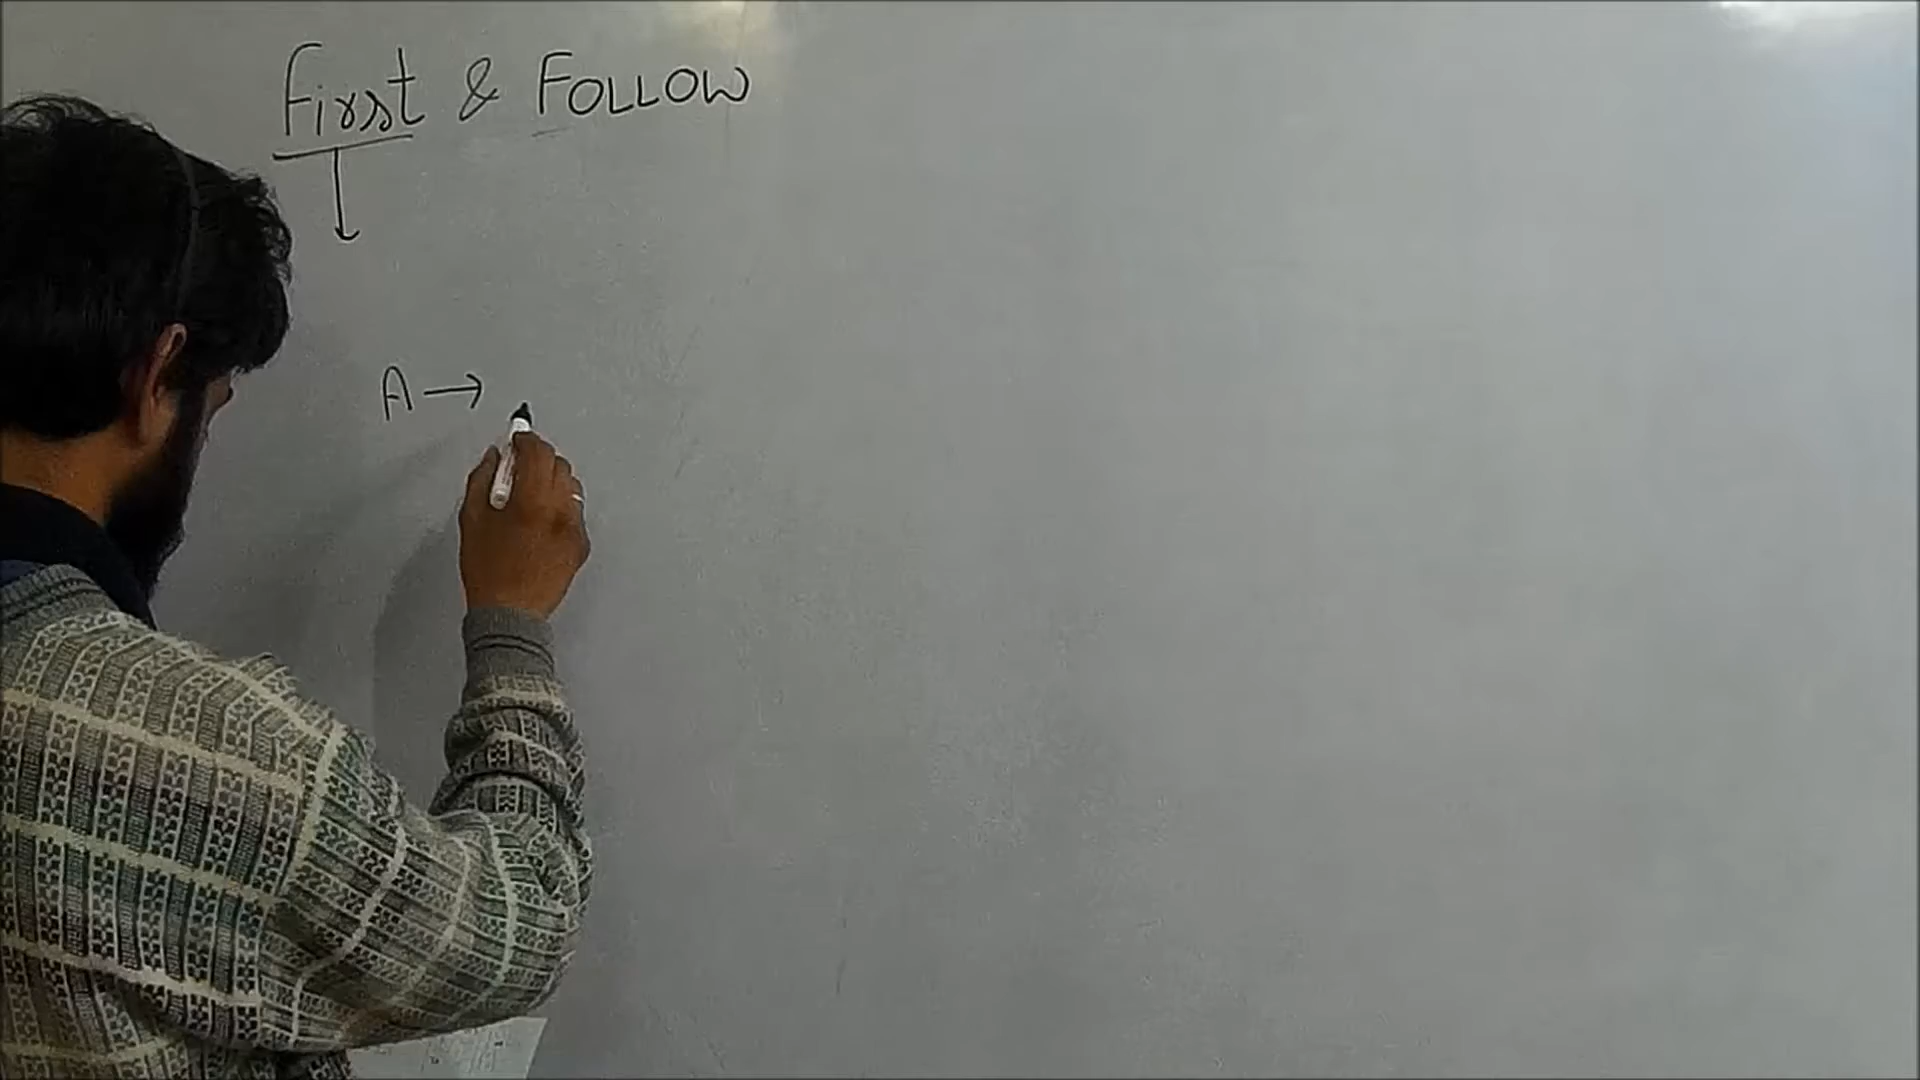 First & FOLLOW
A →